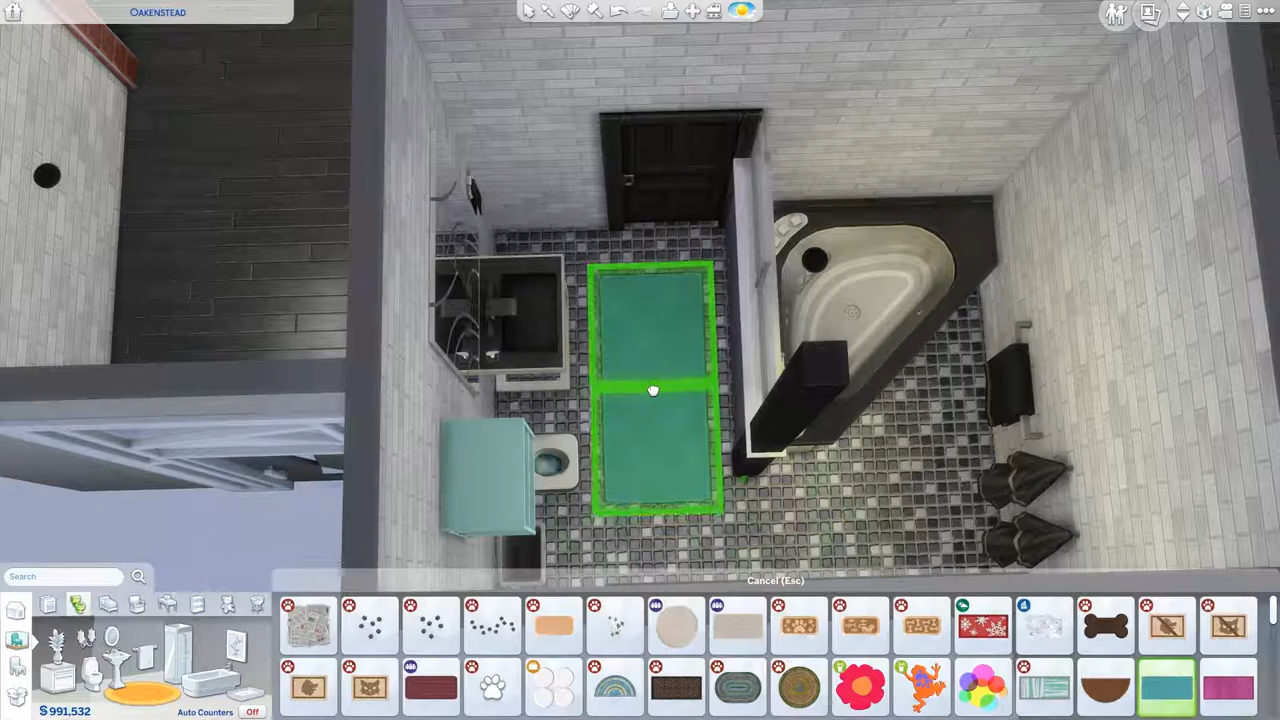 OAKENSTEAD
Cancel (Esc)
Search
§991,532
Auto Counters
Off